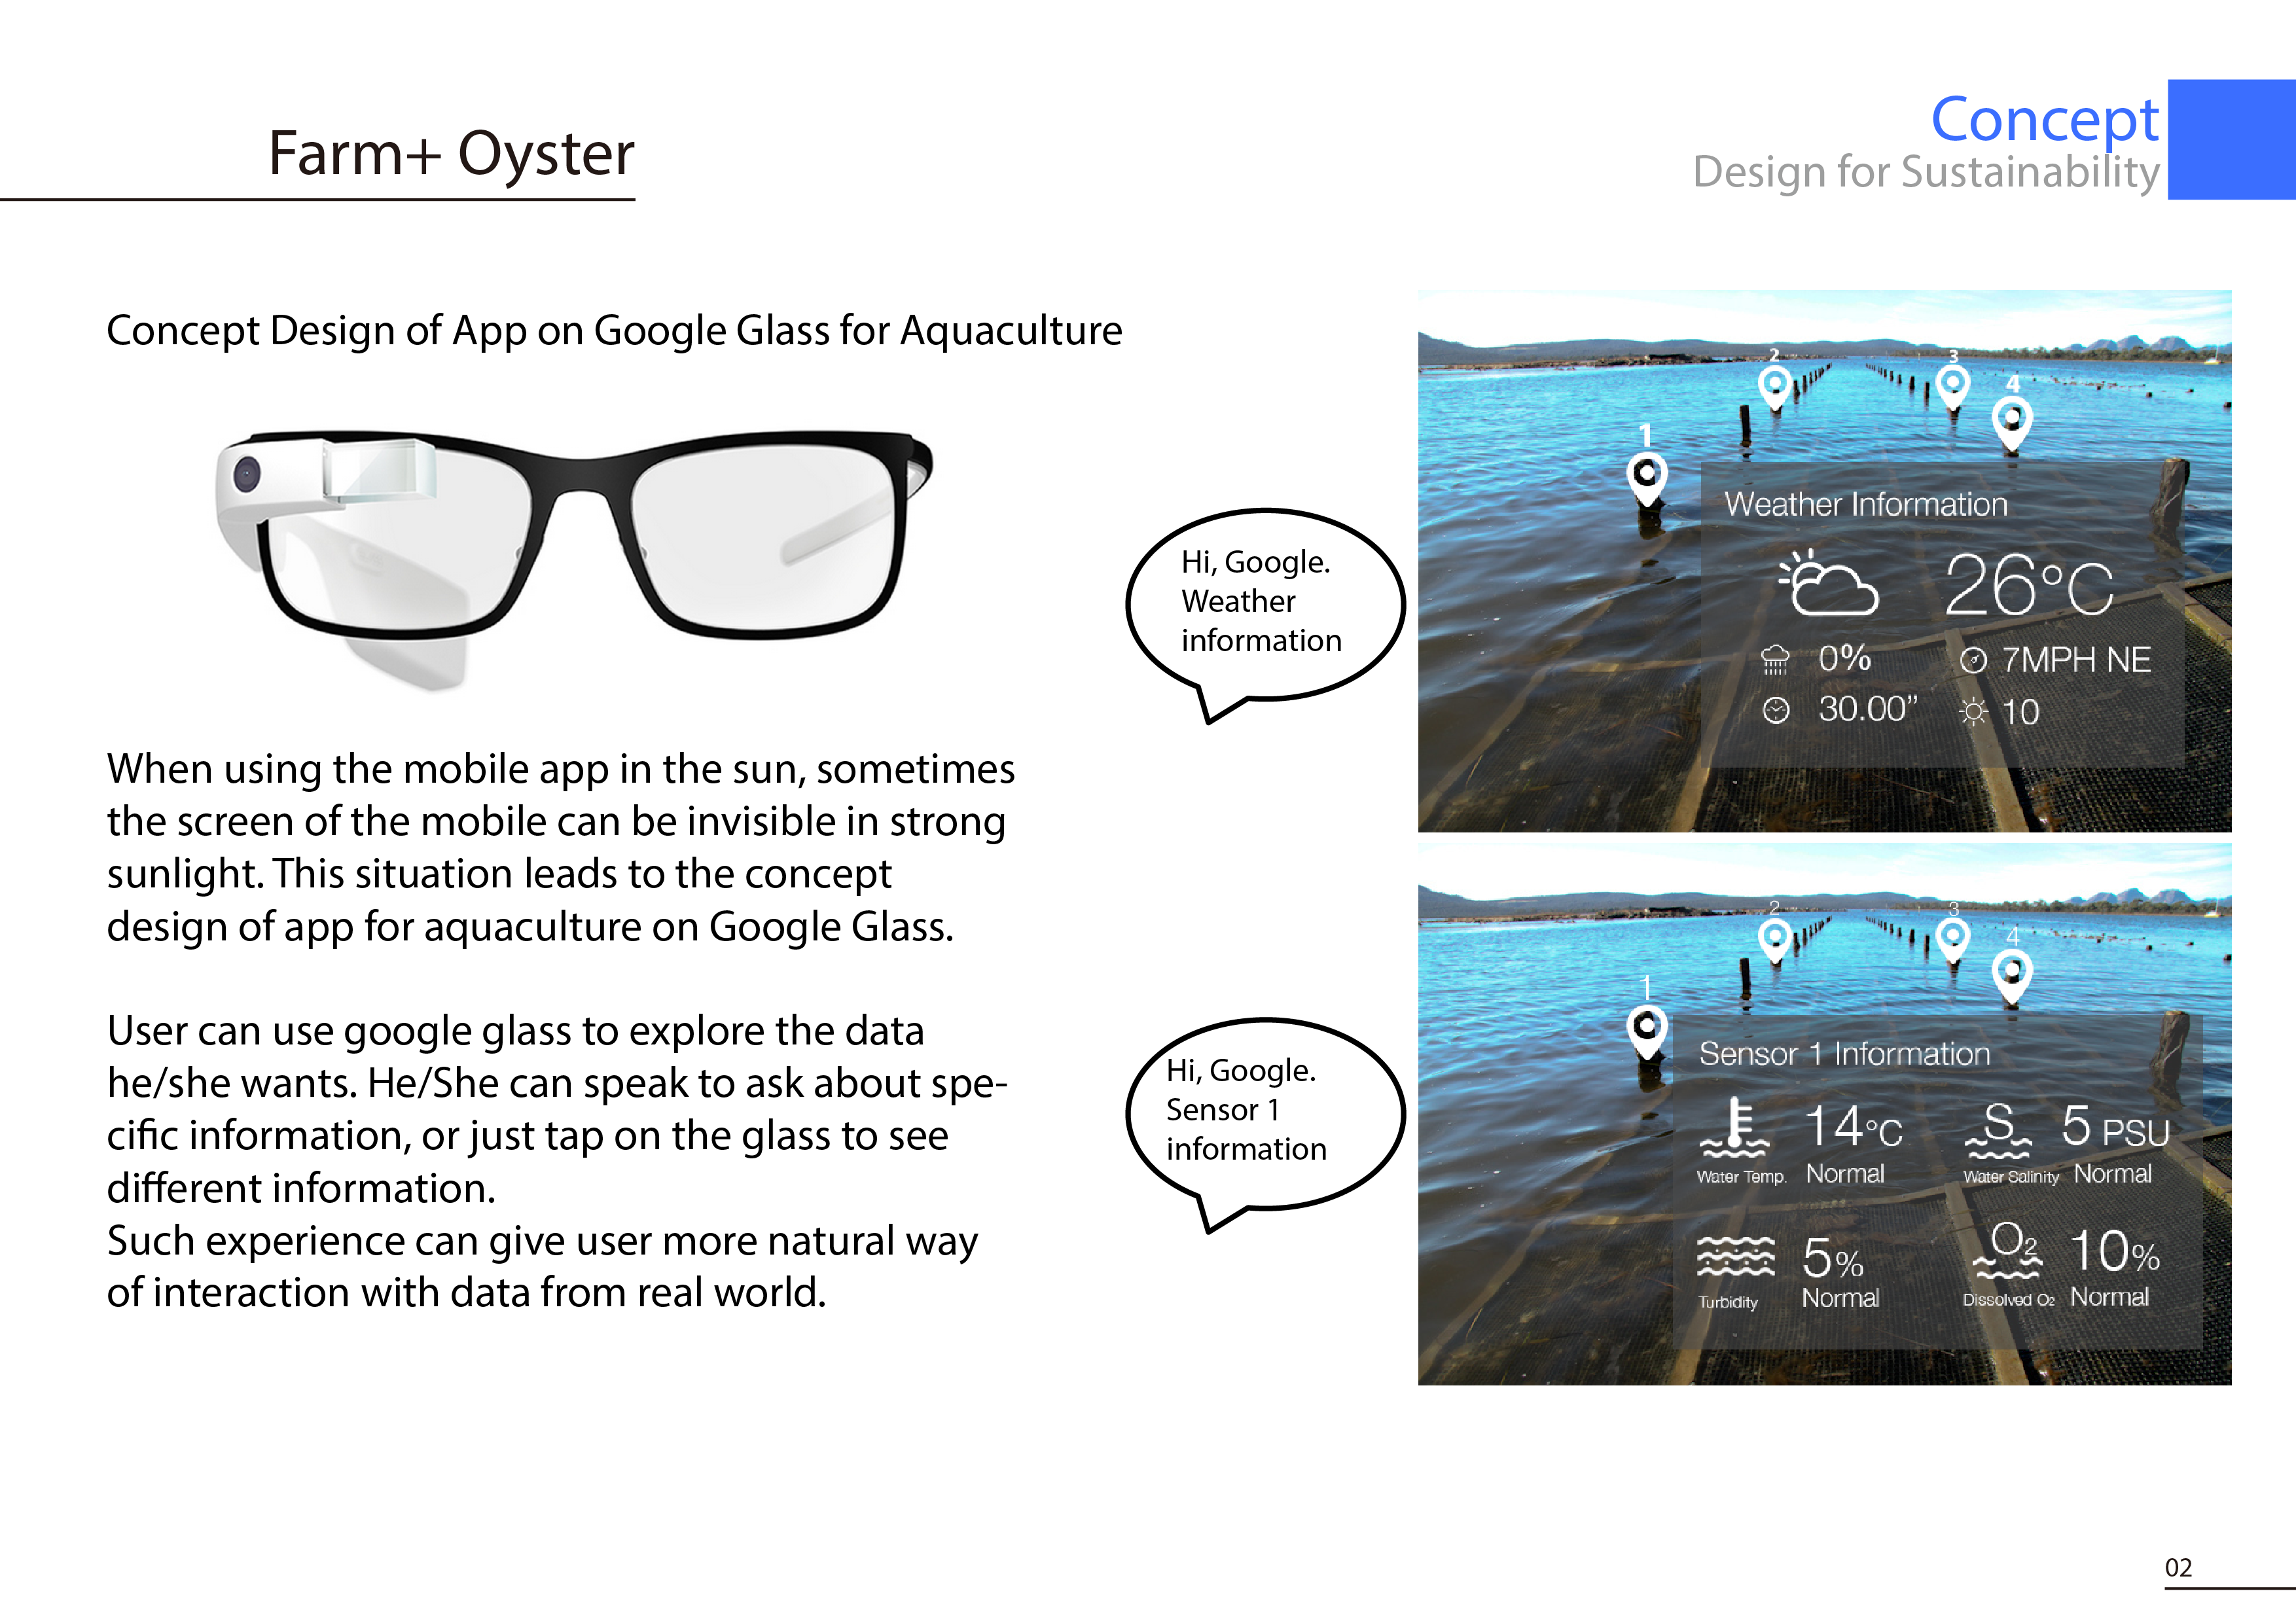 Farm+ Oyster
Concept
Design for Sustainability
Concept Design of App on Google Glass for Aquaculture
When using the mobile app in the sun, sometimes
the screen of the mobile can be invisible in strong
sunlight. This situation leads to the concept
design of app for aquaculture on Google Glass.
User can use google glass to explore the data
he/she wants. He/She can speak to ask about spe-
cific information, or just tap on the glass to see
different information.
Such experience can give user more natural way
of interaction with data from real world.
Hi, Google.
Weather
information
1
2
3
4
Weather Information
26°C
0%
7MPH NE
30.00”
10
Hi, Google.
Sensor 1
information
1
2
3
4
Sensor 1 Information
14°C
Water Temp. Normal
S
5 PSU
Water Salinity Normal
5%
Turbidity Normal
O2
10%
Dissolved O2 Normal
02